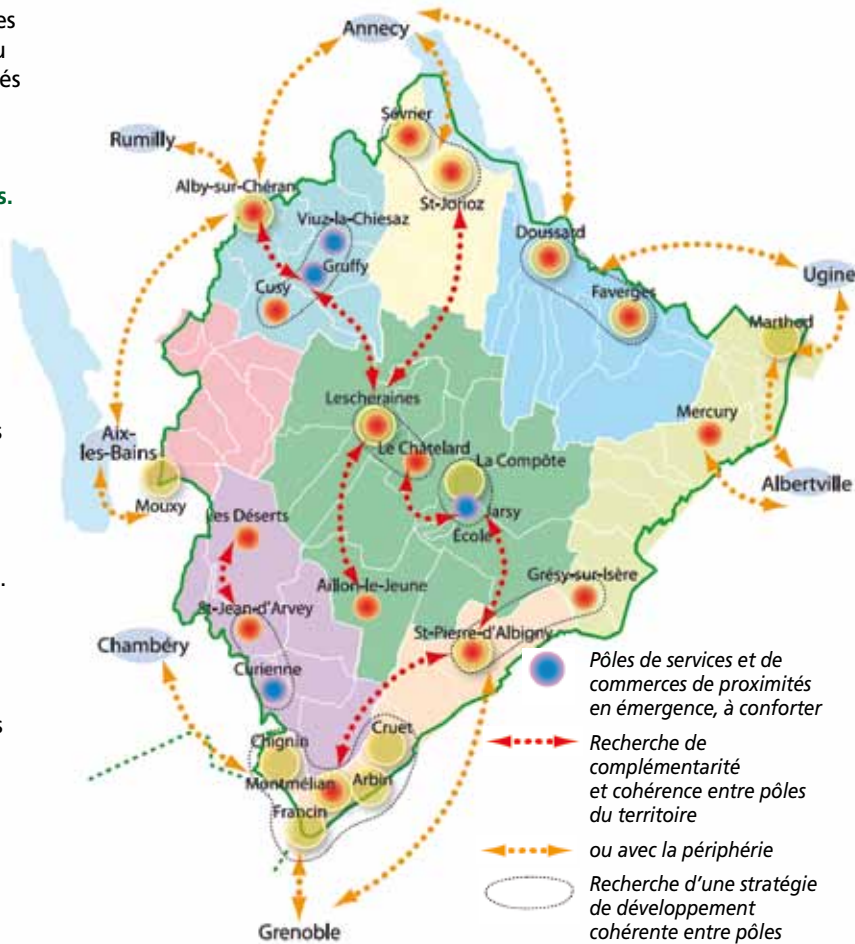 es
u
és
s.
s
.
s
Annecy
Rumilly
Sévrier
Alby-sur-Chéran
St-Jorioz
Viuz-la-Chiesaz
Doussard
Gruffy
Ugine
Cusy
Faverges
Marthod
Lescheraines
Mercury
Aix-
les-Bains
Le Châtelard
La Compôte
Albertville
Mouxy
Jarsy
Les Déserts
École
Aillon-le-Jeune
Grésy-sur-Isère
St-Jean-d'Arvey
St-Pierre-d'Albigny
Chambéry
Curienne
Cruet
Chignin
Montmélian
Arbin
Francin
Grenoble
Pôles de services et de
commerces de proximités
en émergence, à conforter
Recherche de
complémentarité
et cohérence entre pôles
du territoire
ou avec la périphérie
Recherche d'une stratégie
de développement
cohérente entre pôles